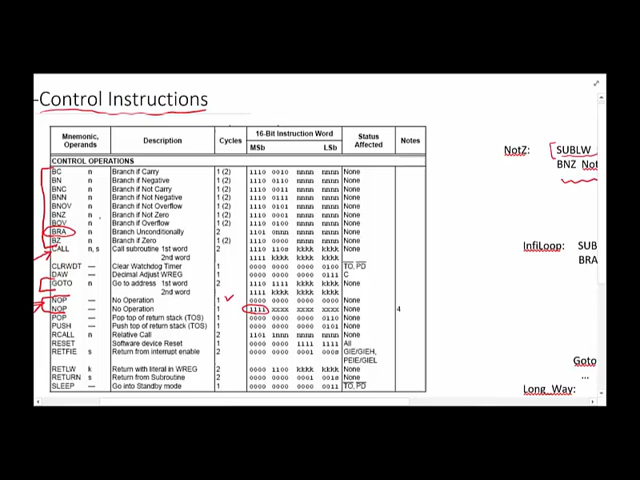 -Control Instructions
Mnemonic, Operands Description Cycles 16-Bit Instruction Word MSb LSb Status Affected Notes
CONTROL OPERATIONS
BC n Branch if Carry 1 (2) 1110 0010 nnnn nnnn None
BN n Branch if Negative 1 (2) 1110 0110 nnnn nnnn None
BNC n Branch if Not Carry 1 (2) 1110 0011 nnnn nnnn None
BNN n Branch if Not Negative 1 (2) 1110 0111 nnnn nnnn None
BNOV n Branch if Not Overflow 1 (2) 1110 0101 nnnn nnnn None
BNZ n Branch if Not Zero 1 (2) 1110 0001 nnnn nnnn None
BOV n Branch if Overflow 1 (2) 1110 0100 nnnn nnnn None
BRA n Branch Unconditionally 2 1101 0nnn nnnn nnnn None
BZ n Branch if Zero 1 (2) 1110 0000 nnnn nnnn None
CALL n, s Call subroutine 1st word 2 1110 110s kkkk kkkk None
2nd word 1111 kkkk kkkk kkkk
CLRWDT — Clear Watchdog Timer 1 0000 0000 0000 0100 TO, PD
DAW — Decimal Adjust WREG 1 0000 0000 0000 0111 C
GOTO n Go to address 1st word 2 1110 1111 kkkk kkkk None
2nd word 1111 kkkk kkkk kkkk
NOP — No Operation 1 0000 0000 0000 0000 None
NOP — No Operation 1 1111 xxxx xxxx xxxx None 4
POP — Pop top of return stack (TOS) 1 0000 0000 0000 0110 None
PUSH — Push top of return stack (TOS) 1 0000 0000 0000 0101 None
RCALL n Relative Call 2 1101 1nnn nnnn nnnn None
RESET Software device Reset 1 0000 0000 1111 1111 All
RETFIE s Return from interrupt enable 2 0000 0000 0001 000s GIE/GIEH,
PEIE/GIEL
RETLW k Return with literal in WREG 2 0000 1100 kkkk kkkk None
RETURN s Return from Subroutine 2 0000 0000 0001 001s None
SLEEP — Go into Standby mode 1 0000 0000 0000 0011 TO, PD
NotZ: SUBLW
BNZ Not
InfiLoop: SUB
BRA
Goto
...
Long_Way: